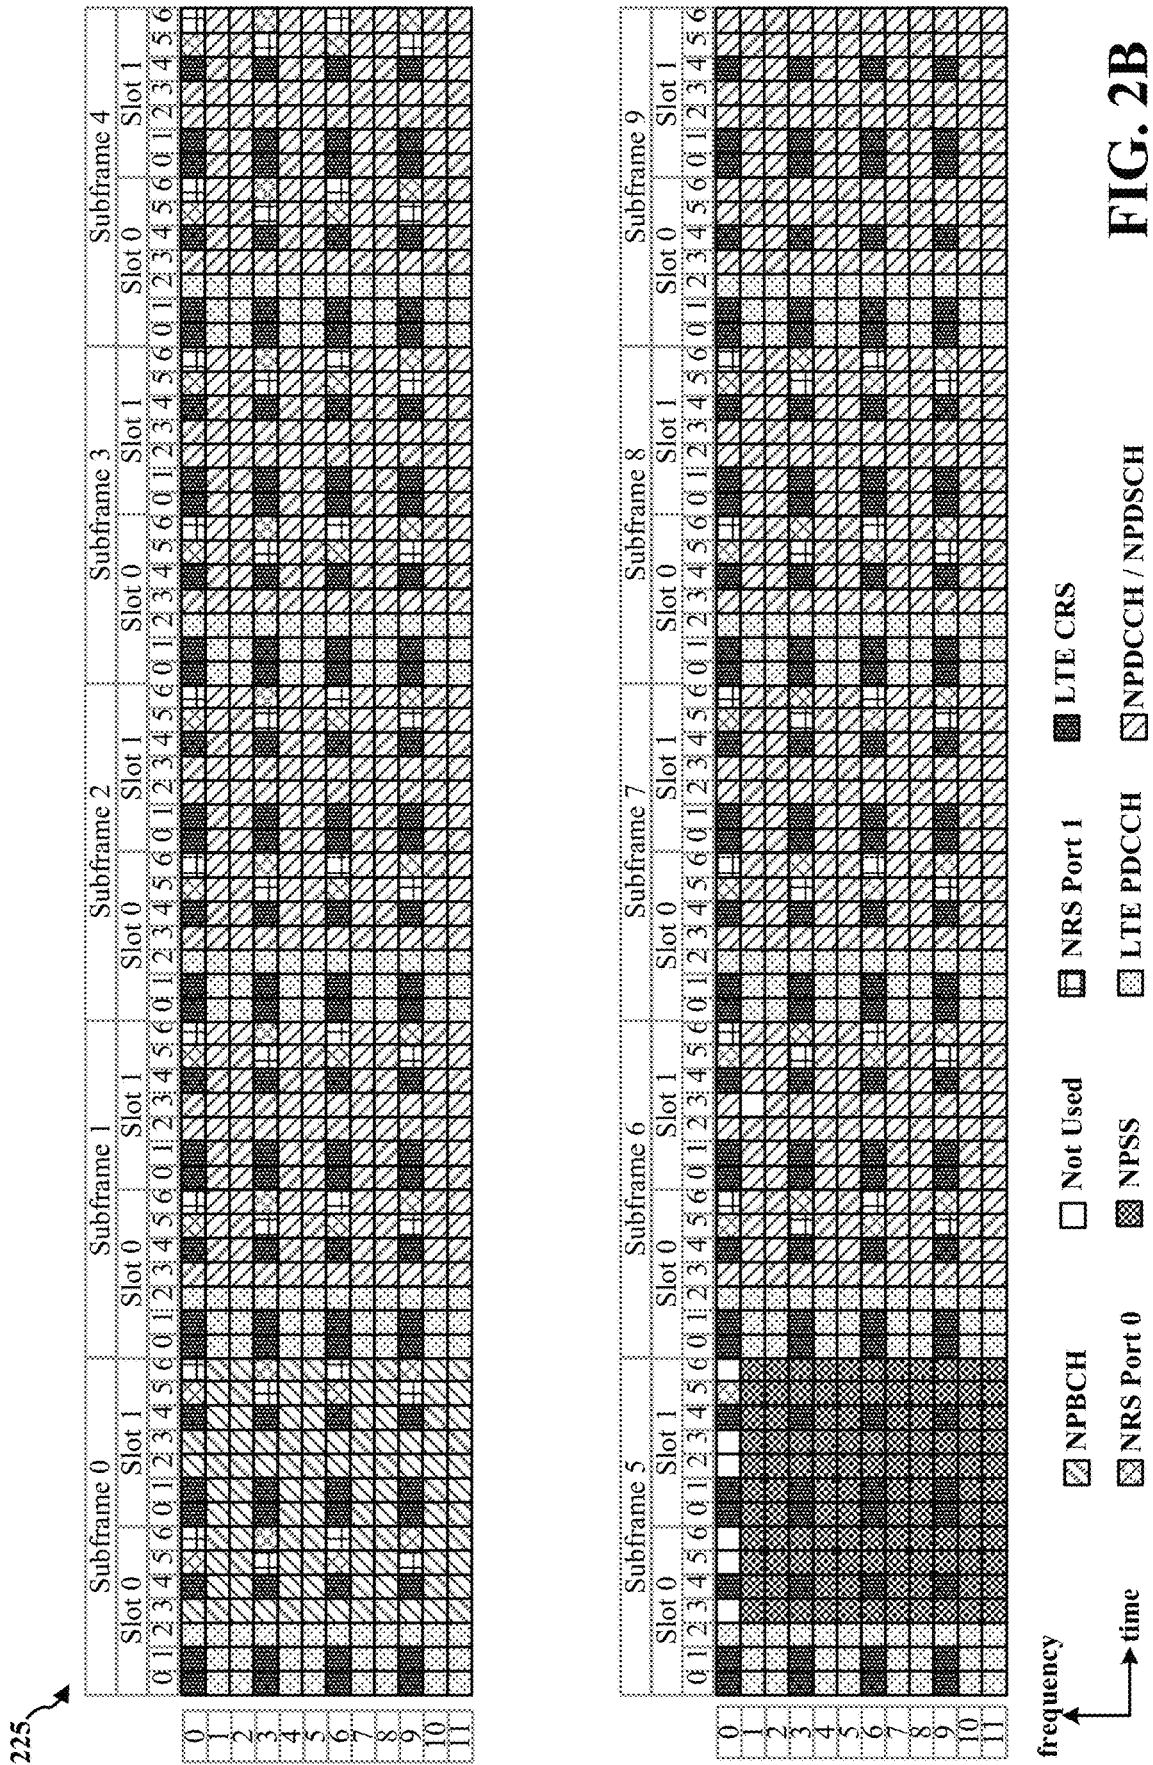 225
Subframe 0 Subframe 1 Subframe 2 Subframe 3 Subframe 4
Slot 0 Slot 1 Slot 0 Slot 1 Slot 0 Slot 1 Slot 0 Slot 1 Slot 0 Slot 1
0 1 2 3 4 5 6 0 1 2 3 4 5 6 0 1 2 3 4 5 6 0 1 2 3 4 5 6 0 1 2 3 4 5 6 0 1 2 3 4 5 6 0 1 2 3 4 5 6 0 1 2 3 4 5 6 0 1 2 3 4 5 6 0 1 2 3 4 5 6
0
1
2
3
4
5
6
7
8
9
10
11
Subframe 5 Subframe 6 Subframe 7 Subframe 8 Subframe 9
Slot 0 Slot 1 Slot 0 Slot 1 Slot 0 Slot 1 Slot 0 Slot 1 Slot 0 Slot 1
0 1 2 3 4 5 6 0 1 2 3 4 5 6 0 1 2 3 4 5 6 0 1 2 3 4 5 6 0 1 2 3 4 5 6 0 1 2 3 4 5 6 0 1 2 3 4 5 6 0 1 2 3 4 5 6 0 1 2 3 4 5 6 0 1 2 3 4 5 6
0
1
2
3
4
5
6
7
8
9
10
11
frequency
time
NPBCH Not Used NRS Port 1 LTE CRS
NRS Port 0 NPSS LTE PDCCH NPDCCH / NPDSCH
FIG. 2B